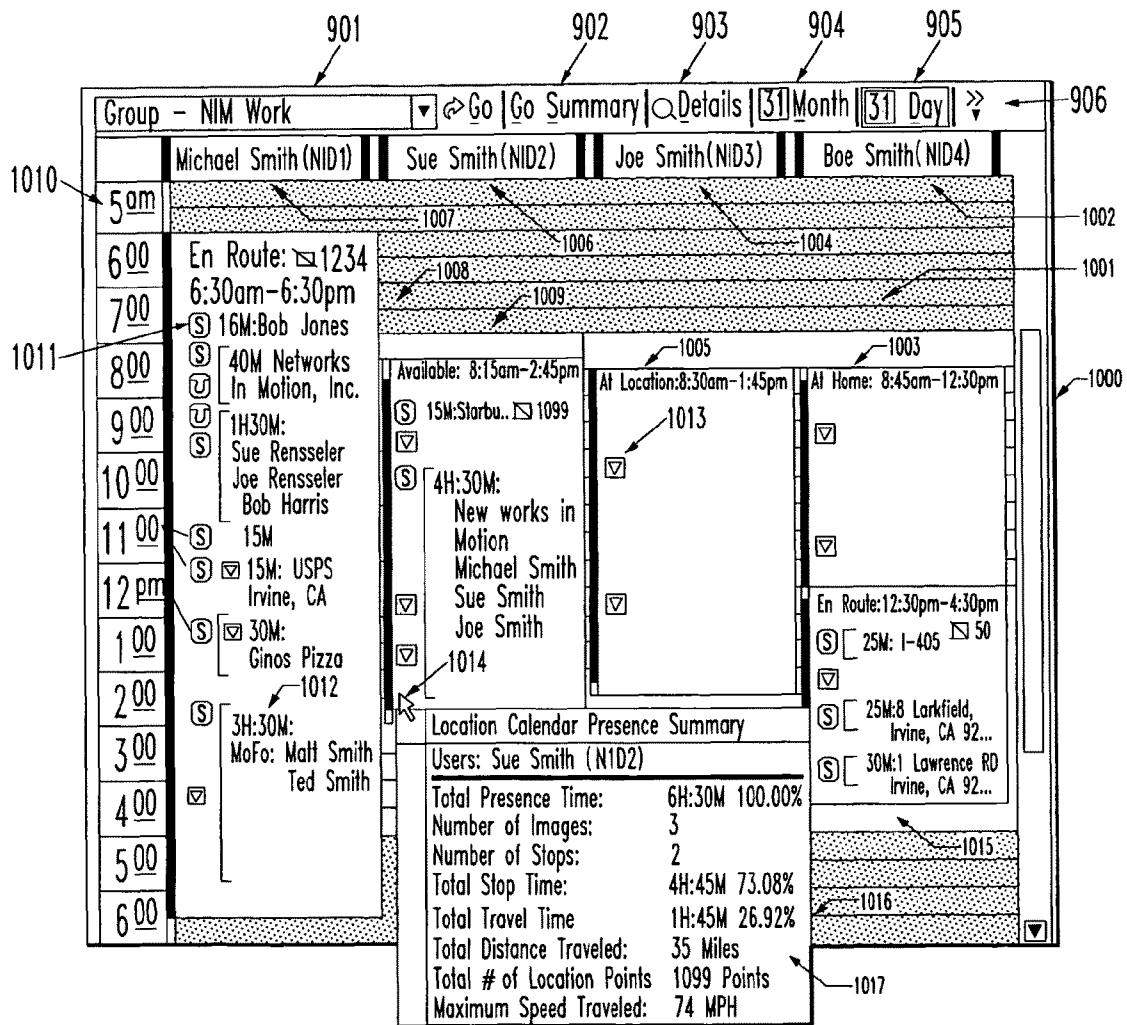 901
902
903
904
905
Group - NIM Work
Go
Go Summary
Details
31 Month
31 Day
906
Michael Smith(NID1)
Sue Smith(NID2)
Joe Smith(NID3)
Boe Smith(NID4)
1010
5 am
1007
1006
1004
1002
6 00
En Route: 1234
6:30am-6:30pm
1008
1001
1009
7 00
1011
S 16M:Bob Jones
8 00
S 40M Networks
U In Motion, Inc.
Available: 8:15am-2:45pm
1005
At Location:8:30am-1:45pm
1003
At Home: 8:45am-12:30pm
1000
9 00
U 1H30M:
S Sue Rensseler
Joe Rensseler
Bob Harris
S 15M:Starbu.. 1099
1013
10 00
S 4H:30M:
New works in
Motion
Michael Smith
Sue Smith
Joe Smith
11 00
S 15M
S 15M: USPS
Irvine, CA
12 pm
En Route:12:30pm-4:30pm
1 00
S 30M:
Ginos Pizza
S 25M: I-405 50
1014
2 00
1012
S 3H:30M:
MoFo: Matt Smith
Ted Smith
S 25M:8 Larkfield,
Irvine, CA 92...
3 00
S 30M:1 Lawrence RD
Irvine, CA 92...
4 00
5 00
6 00
1015
Location Calendar Presence Summary
Users: Sue Smith (N1D2)
Total Presence Time: 6H:30M 100.00%
Number of Images: 3
Number of Stops: 2
Total Stop Time: 4H:45M 73.08%
Total Travel Time 1H:45M 26.92%
1016
Total Distance Traveled: 35 Miles
Total # of Location Points 1099 Points
1017
Maximum Speed Traveled: 74 MPH